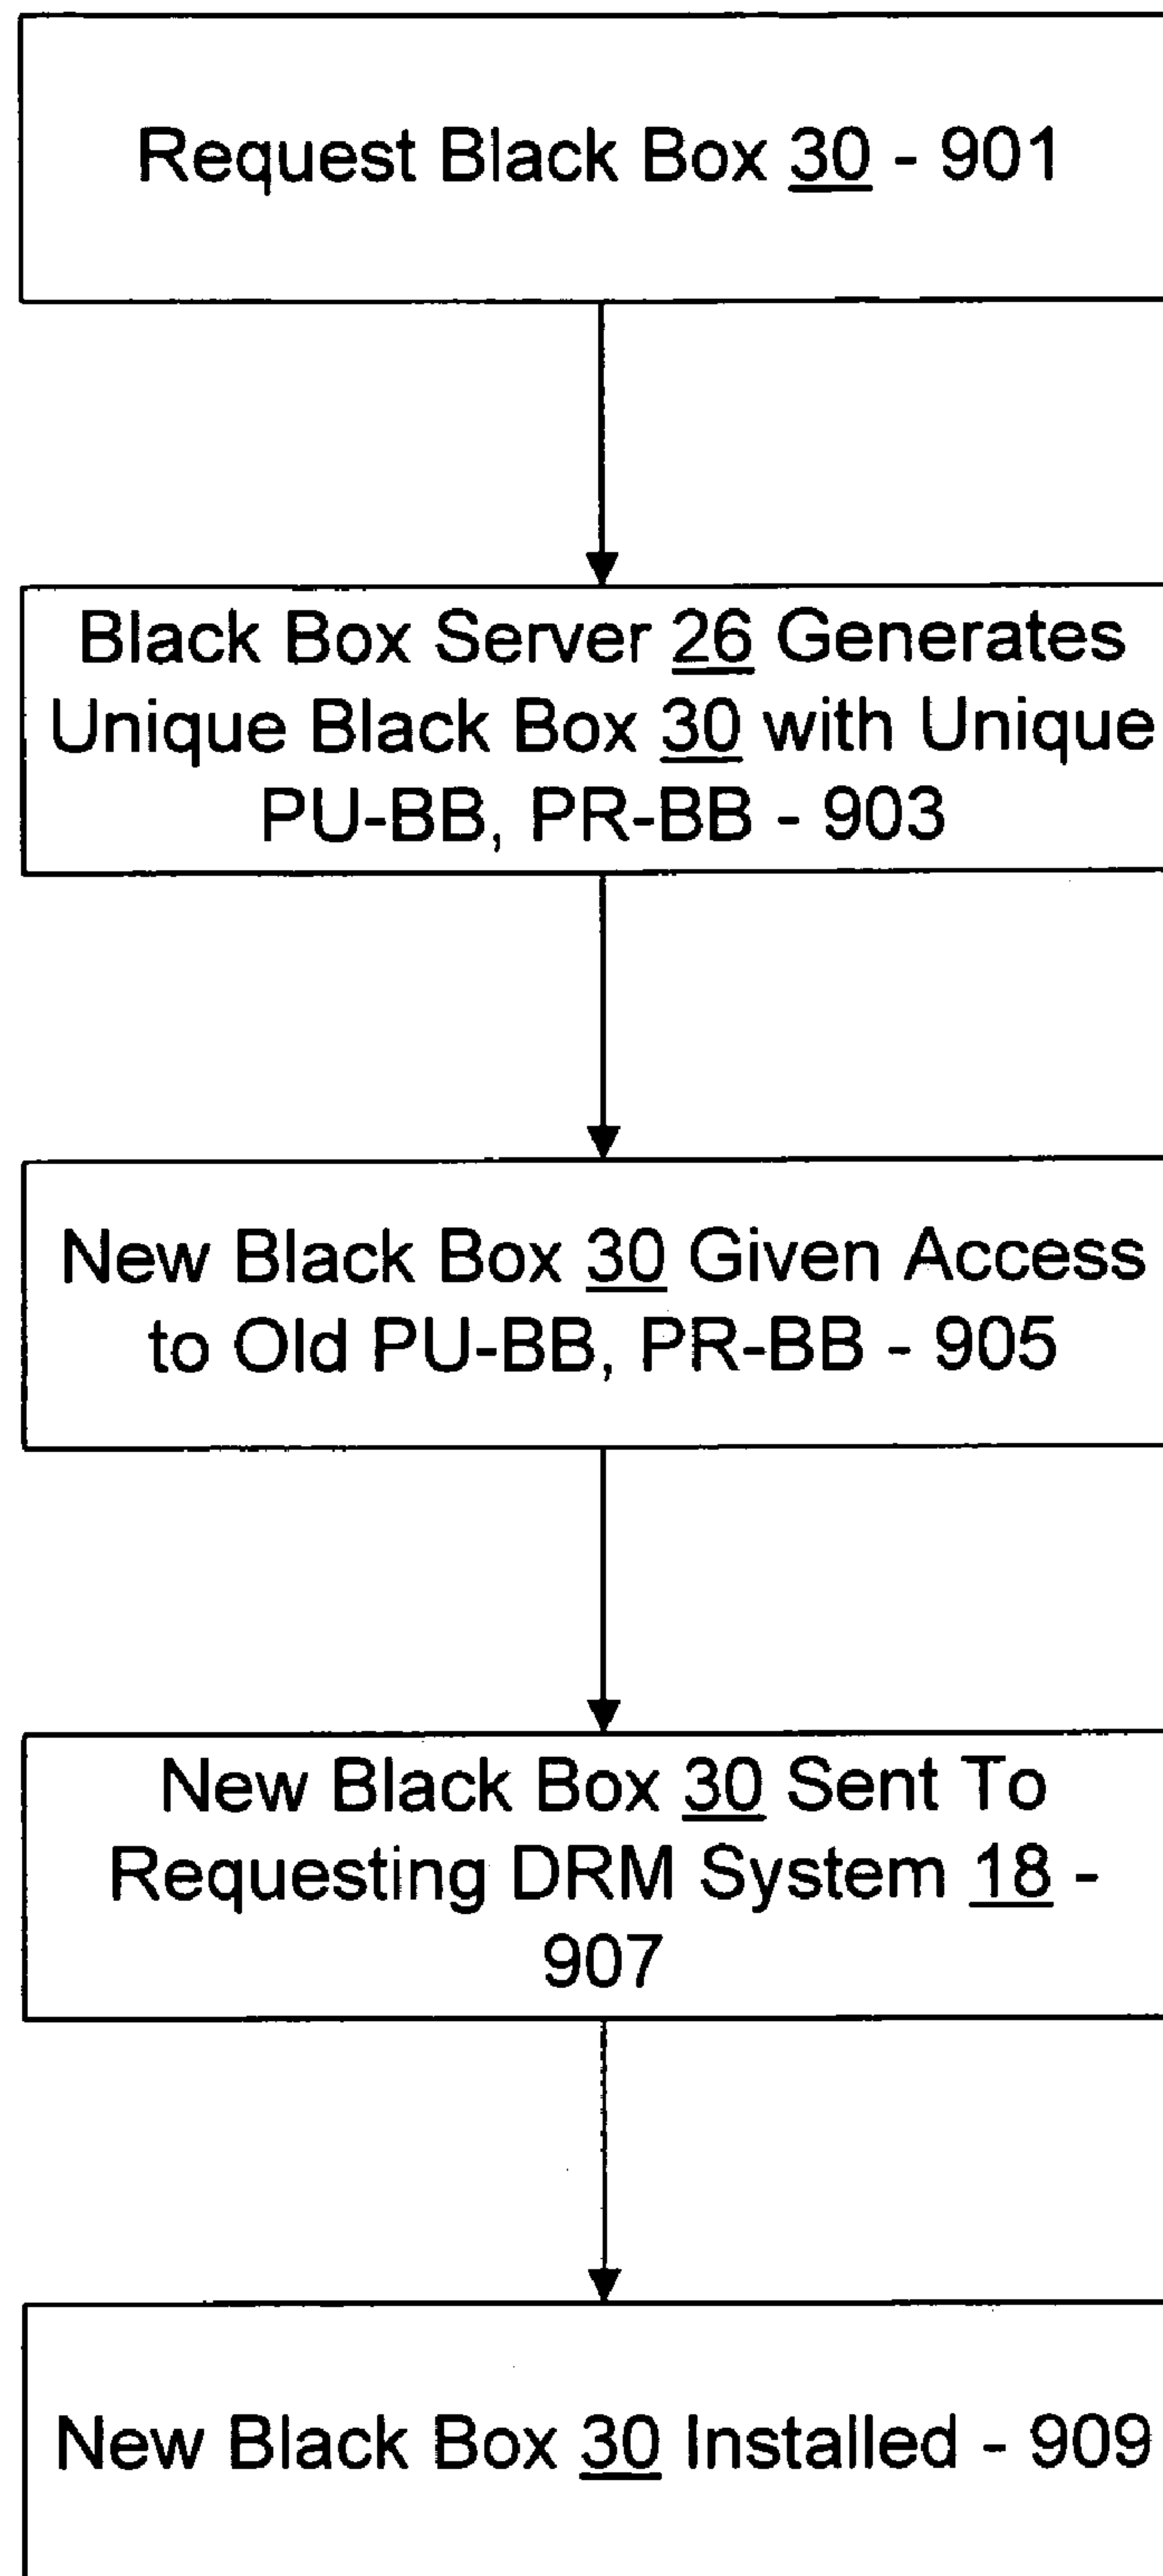 Request Black Box 30 - 901
Black Box Server 26 Generates
Unique Black Box 30 with Unique
PU-BB, PR-BB - 903
New Black Box 30 Given Access
to Old PU-BB, PR-BB - 905
New Black Box 30 Sent To
Requesting DRM System 18 -
907
New Black Box 30 Installed - 909